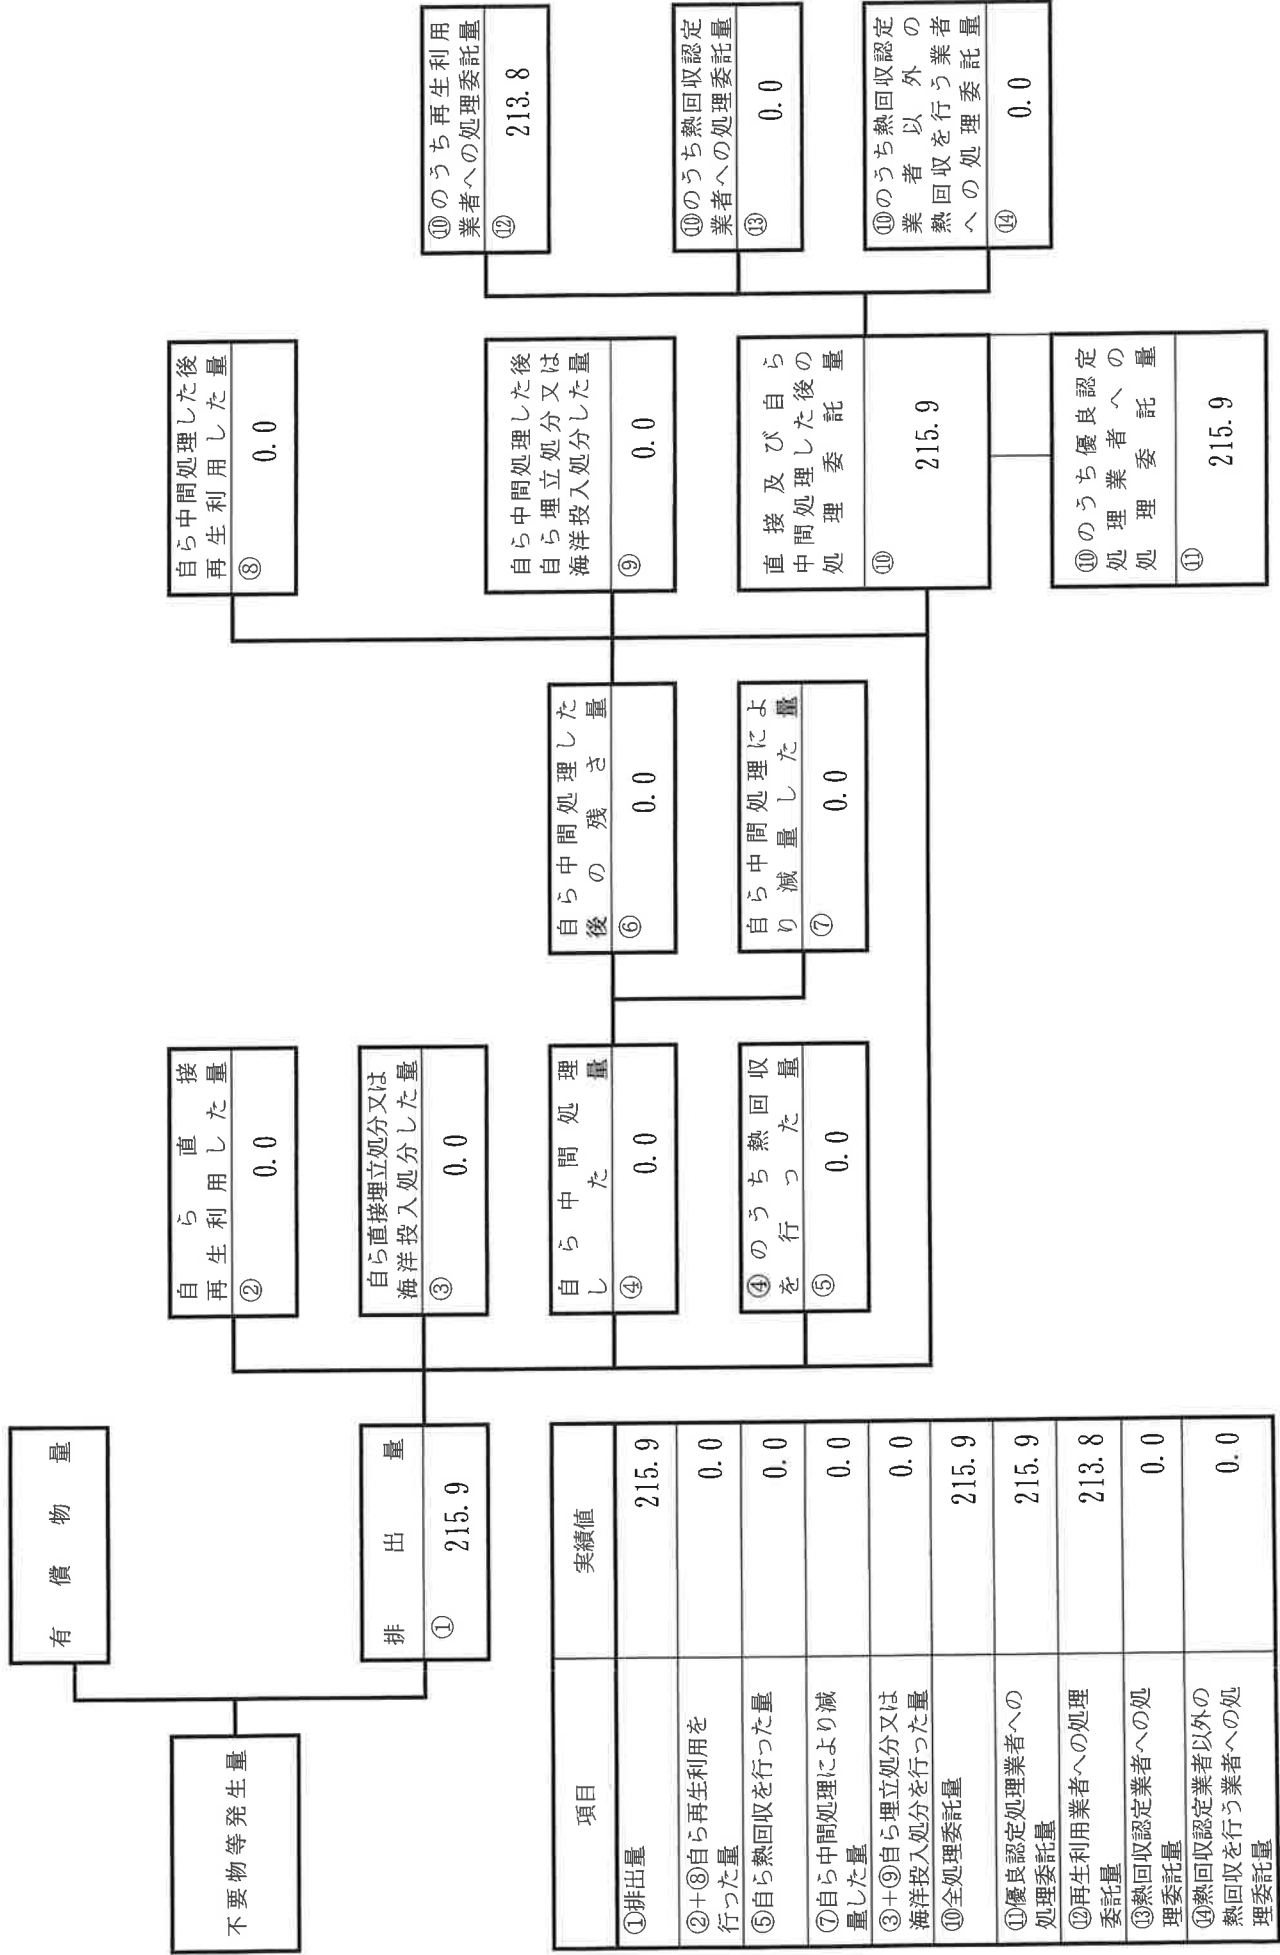 不要物等発生量
有償物量
排出量
① 215.9
自ら直接
再生利用した量
② 0.0
自ら直接埋立処分又は
海洋投入処分した量
③ 0.0
自ら中間処理
した量
④ 0.0
④のうち熱回収
を行った量
⑤ 0.0
自ら中間処理した
後の残さ量
⑥ 0.0
自ら中間処理によ
り減量した量
⑦ 0.0
自ら中間処理した後
再生利用した量
⑧ 0.0
自ら中間処理した後
自ら埋立処分又は
海洋投入処分した量
⑨ 0.0
直接及び自ら
中間処理した後の
処理委託量
⑩ 215.9
⑩のうち優良認定
処理業者への
処理委託量
⑪ 215.9
⑩のうち再生利用
業者への処理委託量
⑫ 213.8
⑩のうち熱回収認定
業者への処理委託量
⑬ 0.0
⑩のうち熱回収認定
業者以外の
熱回収を行う業者
への処理委託量
⑭ 0.0
項目 実績値
①排出量 215.9
②+⑧自ら再生利用を
行った量 0.0
⑤自ら熱回収を行った量 0.0
⑦自ら中間処理により減
量した量 0.0
③+⑨自ら埋立処分又は
海洋投入処分を行った量 0.0
⑩全処理委託量 215.9
⑪優良認定処理業者への
処理委託量 215.9
⑫再生利用業者への処理
委託量 213.8
⑬熱回収認定業者への処
理委託量 0.0
⑭熱回収認定業者以外の
熱回収を行う業者への処
理委託量 0.0